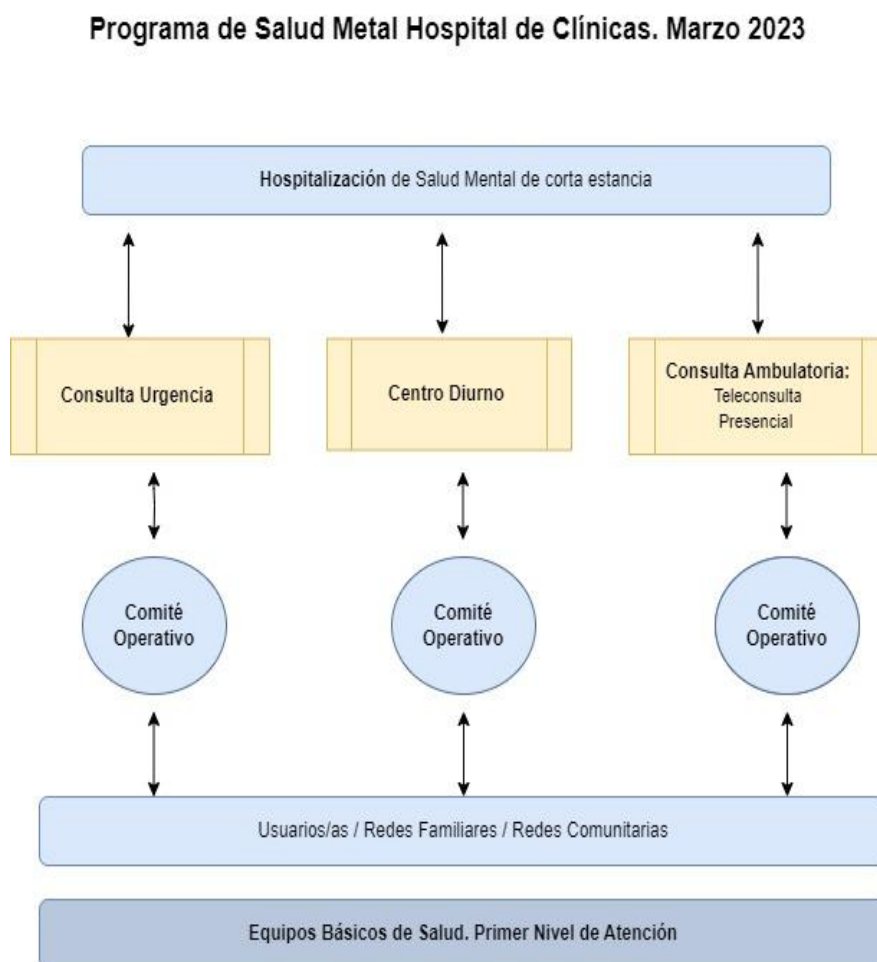 Programa de Salud Metal Hospital de Clínicas. Marzo 2023
Hospitalización de Salud Mental de corta estancia
Consulta Urgencia
Centro Diurno
Consulta Ambulatoria:
Teleconsulta
Presencial
Comité
Operativo
Comité
Operativo
Comité
Operativo
Usuarios/as / Redes Familiares / Redes Comunitarias
Equipos Básicos de Salud. Primer Nivel de Atención